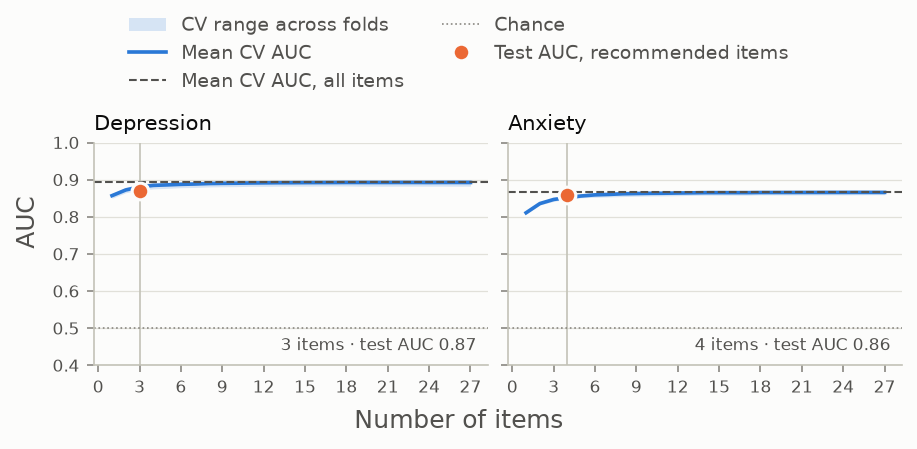 CV range across folds
Mean CV AUC
Mean CV AUC, all items
Chance
Test AUC, recommended items
Depression
Anxiety
AUC
1.0
0.9
0.8
0.7
0.6
0.5
0.4
3 items · test AUC 0.87
4 items · test AUC 0.86
0 3 6 9 12 15 18 21 24 27
0 3 6 9 12 15 18 21 24 27
Number of items